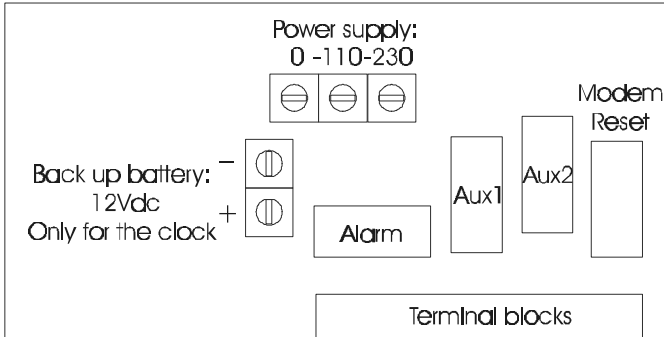 Power supply:
0 -110-230
Modem
Reset
Back up battery:
12Vdc
Only for the clock
-
+
Alarm
Aux1
Aux2
Terminal blocks